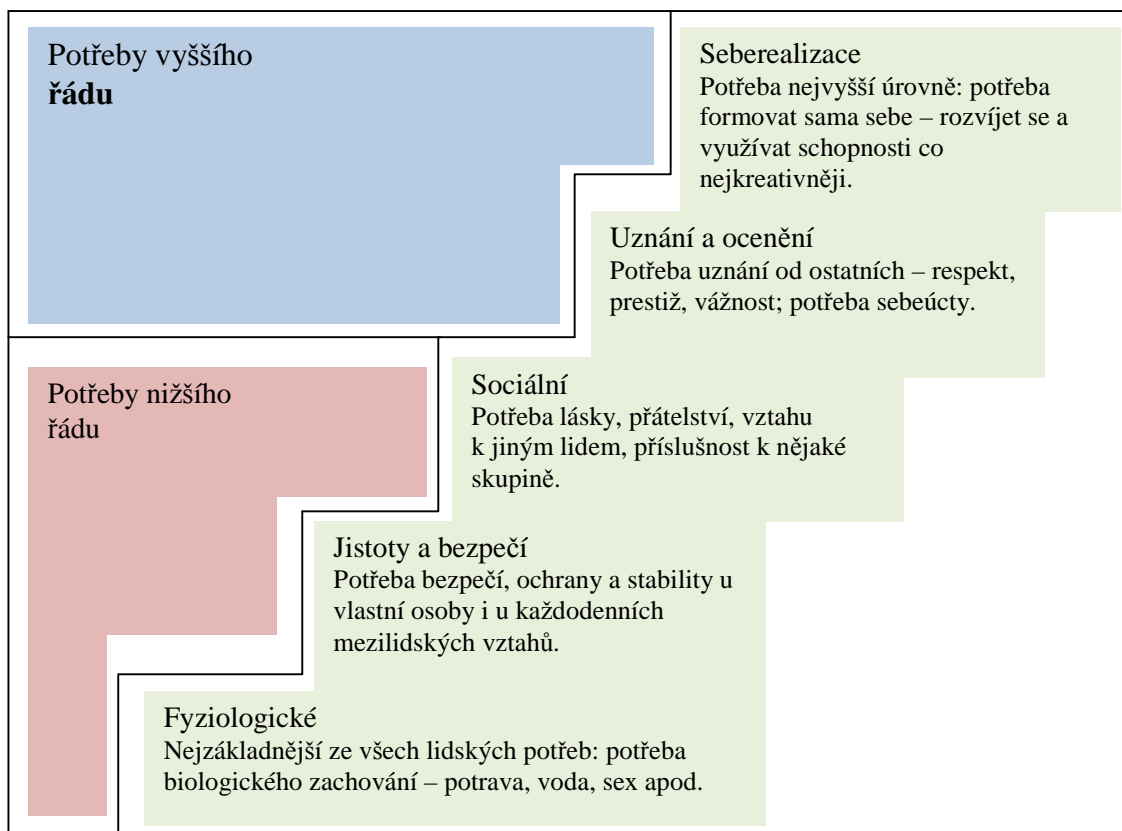 Potřeby vyššího
řádu
Seberealizace
Potřeba nejvyšší úrovně: potřeba
formovat sama sebe – rozvíjet se a
využívat schopnosti co
nejkreativněji.
Uznání a ocenění
Potřeba uznání od ostatních – respekt,
prestiž, vážnost; potřeba sebeúcty.
Potřeby nižšího
řádu
Sociální
Potřeba lásky, přátelství, vztahu
k jiným lidem, příslušnost k nějaké
skupině.
Jistoty a bezpečí
Potřeba bezpečí, ochrany a stability u
vlastní osoby i u každodenních
mezilidských vztahů.
Fyziologické
Nejzákladnější ze všech lidských potřeb: potřeba
biologického zachování – potrava, voda, sex apod.